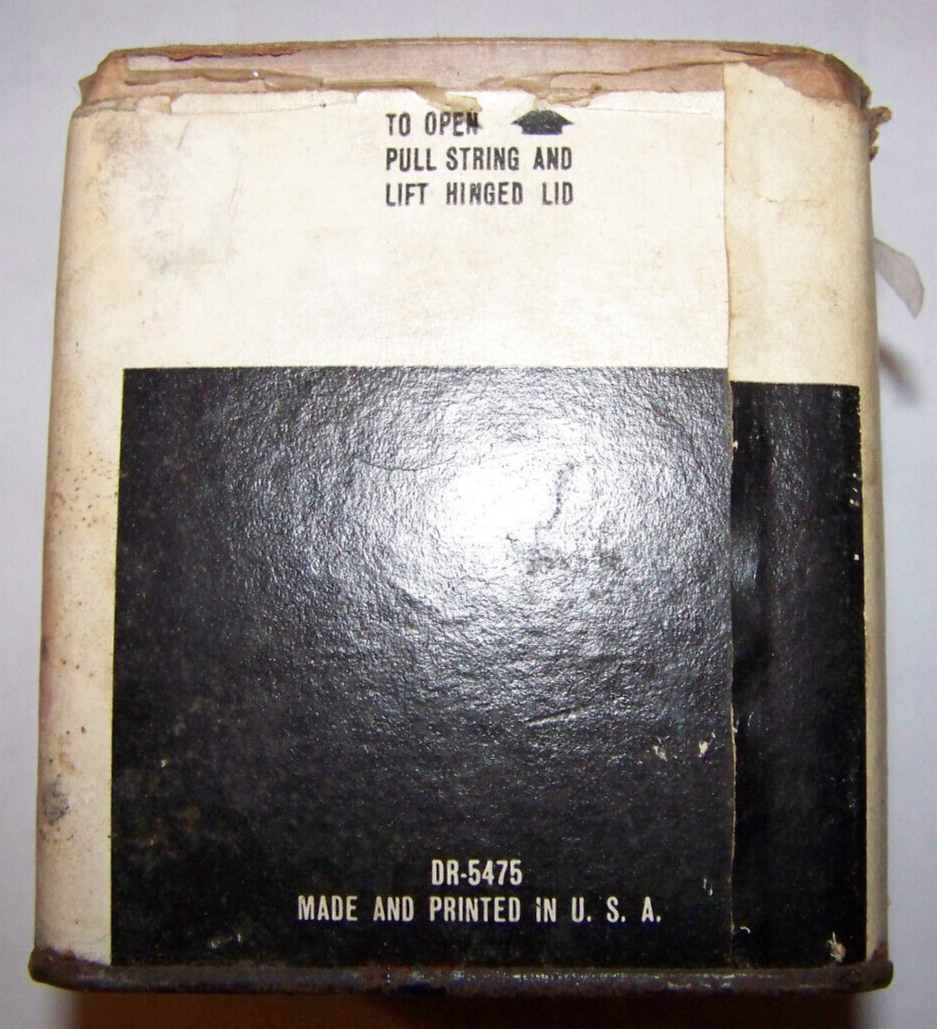 TO OPEN
PULL STRING AND
LIFT HINGED LID
DR-5475
MADE AND PRINTED IN U. S. A.